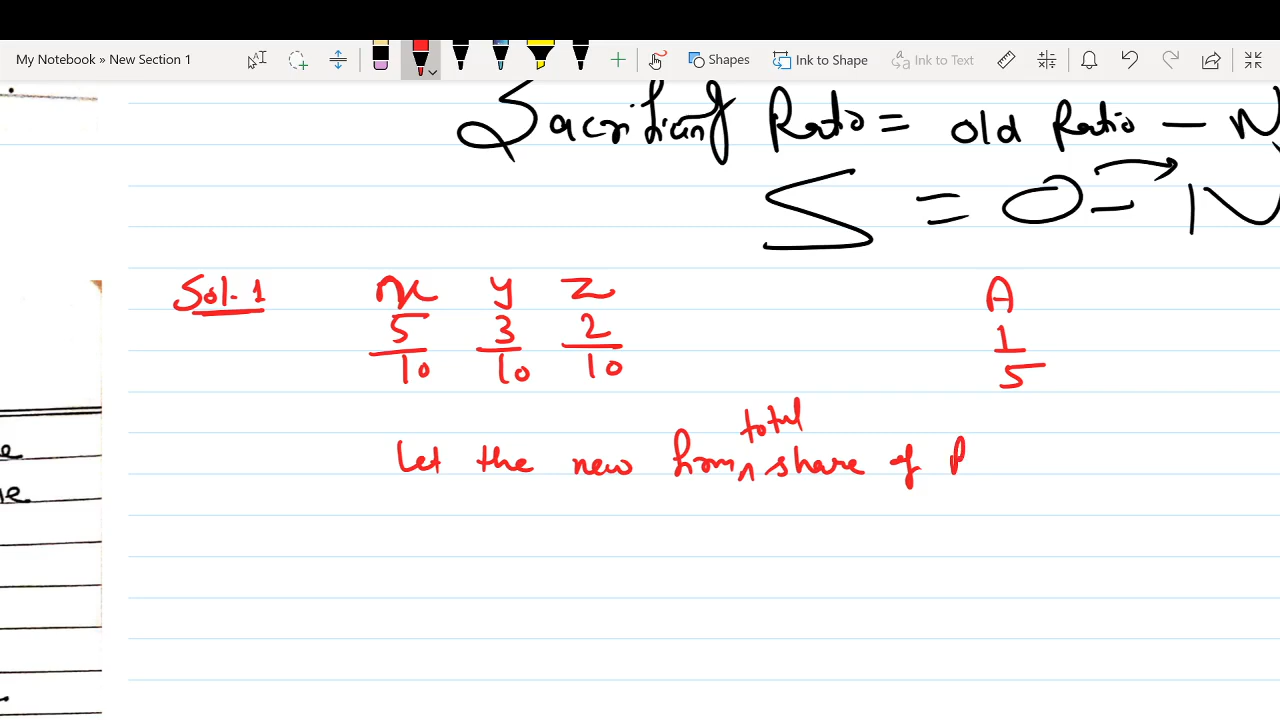 My Notebook » New Section 1
Shapes
Ink to Shape
Ink to Text
Sacrificing Ratio = old Ratio – N
S = O – N
Sol. 1 x y z A
5/10 3/10 2/10 1/5
total
Let the new firm ^ share of P